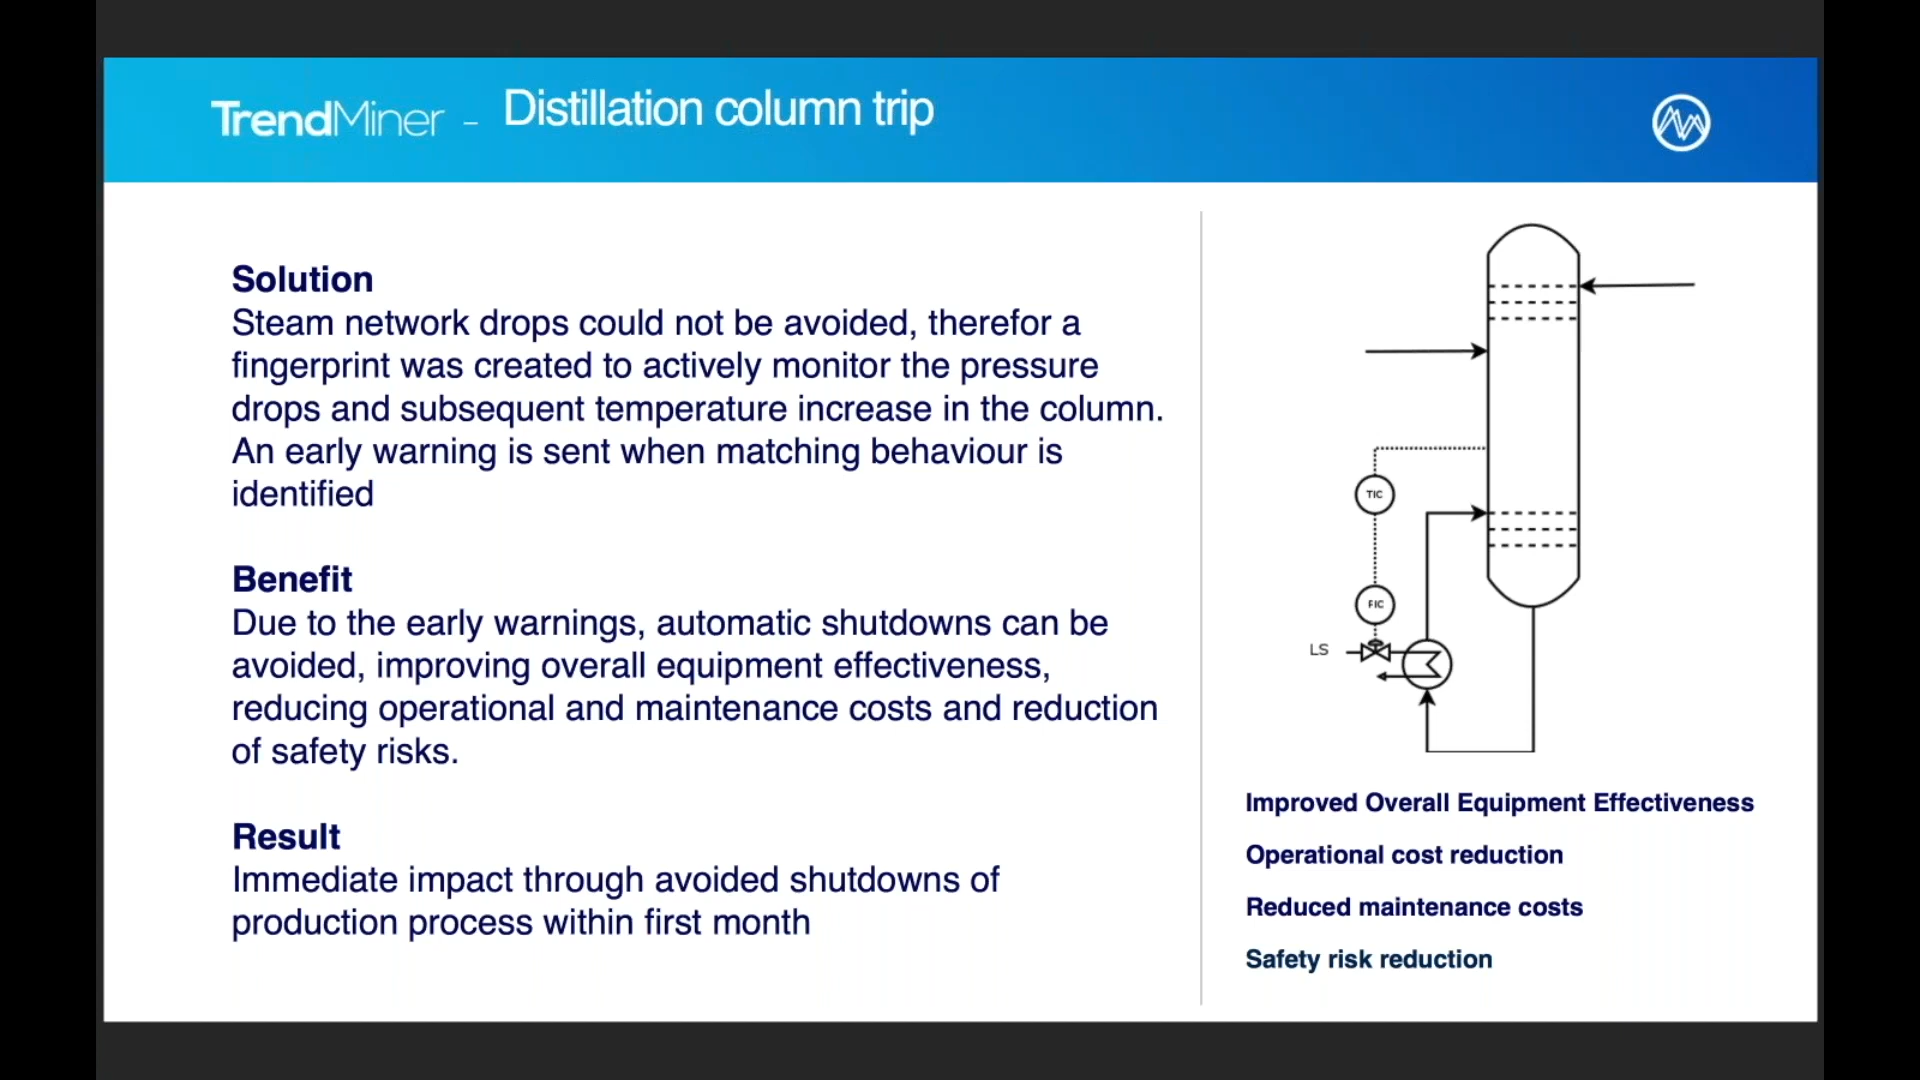 TrendMiner – Distillation column trip
Solution
Steam network drops could not be avoided, therefor a
fingerprint was created to actively monitor the pressure
drops and subsequent temperature increase in the column.
An early warning is sent when matching behaviour is
identified
Benefit
Due to the early warnings, automatic shutdowns can be
avoided, improving overall equipment effectiveness,
reducing operational and maintenance costs and reduction
of safety risks.
Result
Immediate impact through avoided shutdowns of
production process within first month
TIC
FIC
LS
Improved Overall Equipment Effectiveness
Operational cost reduction
Reduced maintenance costs
Safety risk reduction